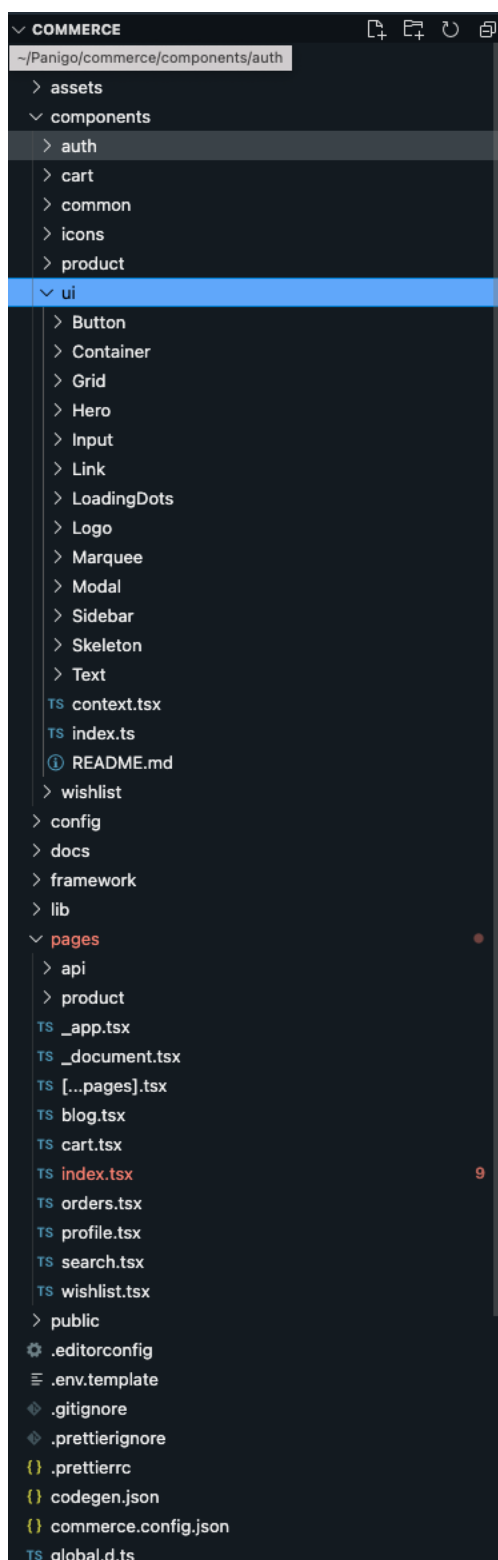 COMMERCE
~/Panigo/commerce/components/auth
assets
components
auth
cart
common
icons
product
ui
Button
Container
Grid
Hero
Input
Link
LoadingDots
Logo
Marquee
Modal
Sidebar
Skeleton
Text
TS context.tsx
TS index.ts
README.md
wishlist
config
docs
framework
lib
pages
api
product
TS _app.tsx
TS _document.tsx
TS [...pages].tsx
TS blog.tsx
TS cart.tsx
TS index.tsx 9
TS orders.tsx
TS profile.tsx
TS search.tsx
TS wishlist.tsx
public
.editorconfig
.env.template
.gitignore
.prettierignore
{} .prettierrc
{} codegen.json
{} commerce.config.json
TS global.d.ts